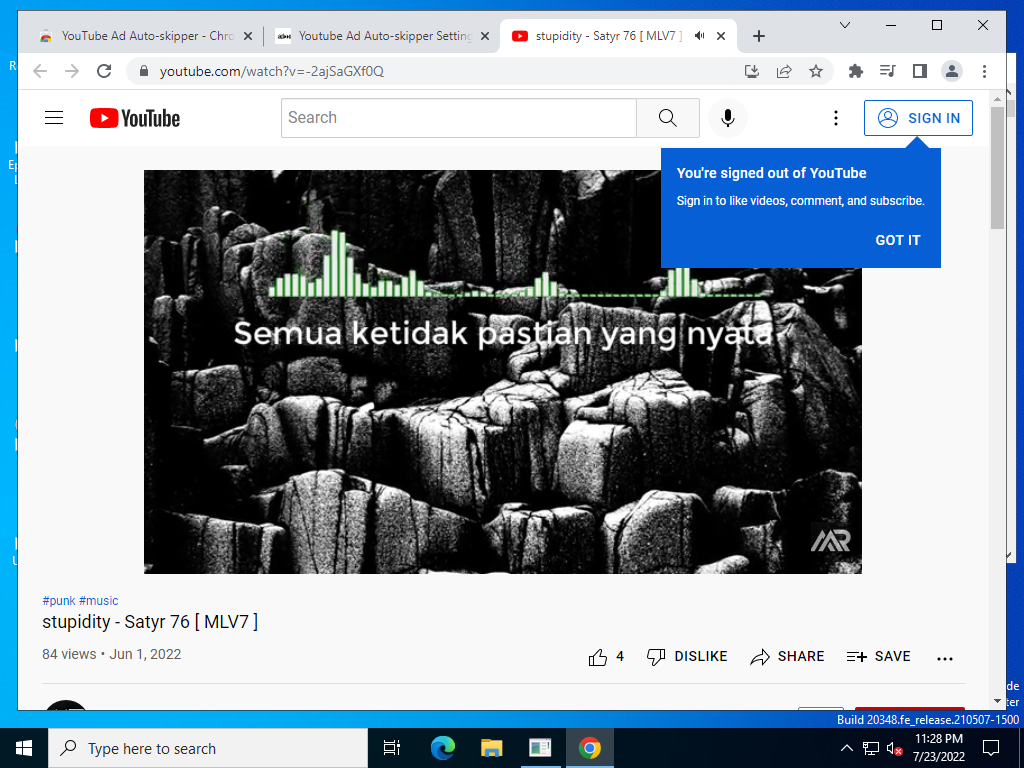 YouTube Ad Auto-skipper - Chro
Youtube Ad Auto-skipper Setting
stupidity - Satyr 76 [ MLV7 ]
youtube.com/watch?v=-2ajSaGXf0Q
YouTube
Search
SIGN IN
You're signed out of YouTube
Sign in to like videos, comment, and subscribe.
GOT IT
Semua ketidak pastian yang nyata
MR
#punk #music
stupidity - Satyr 76 [ MLV7 ]
84 views • Jun 1, 2022
4
DISLIKE
SHARE
SAVE
Build 20348.fe_release.210507-1500
Type here to search
11:28 PM
7/23/2022